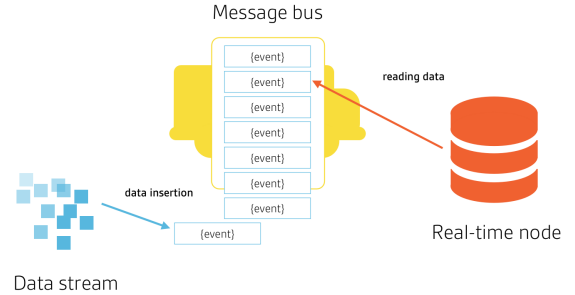 Message bus
{event}
{event}
reading data
{event}
{event}
{event}
{event}
data insertion
{event}
{event}
Real-time node
Data stream